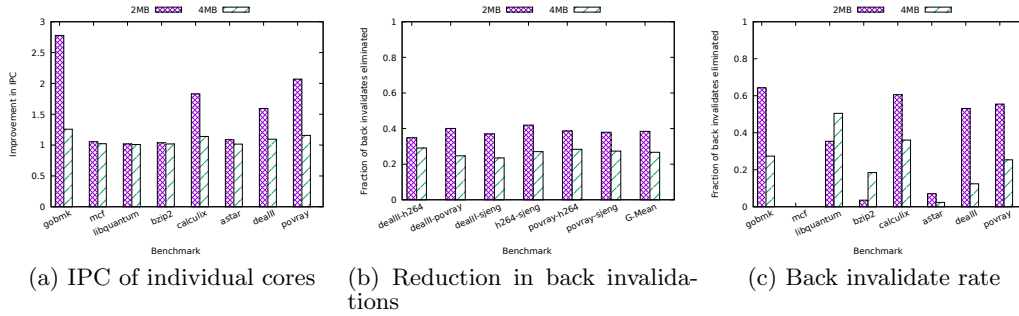 2MB 4MB
3
2.5
2
1.5
1
0.5
0
Improvement in IPC
gobmk
mcf
libquantum
bzip2
calculix
astar
dealII
povray
Benchmark
(a) IPC of individual cores
2MB 4MB
1
0.8
0.6
0.4
0.2
0
Fraction of back invalidates eliminated
dealII-h264
dealII-povray
dealII-sjeng
h264-sjeng
povray-h264
povray-sjeng
G-Mean
Benchmark
(b) Reduction in back invalida-
tions
2MB 4MB
1
0.8
0.6
0.4
0.2
0
Fraction of back invalidates eliminated
gobmk
mcf
libquantum
bzip2
calculix
astar
dealII
povray
Benchmark
(c) Back invalidate rate